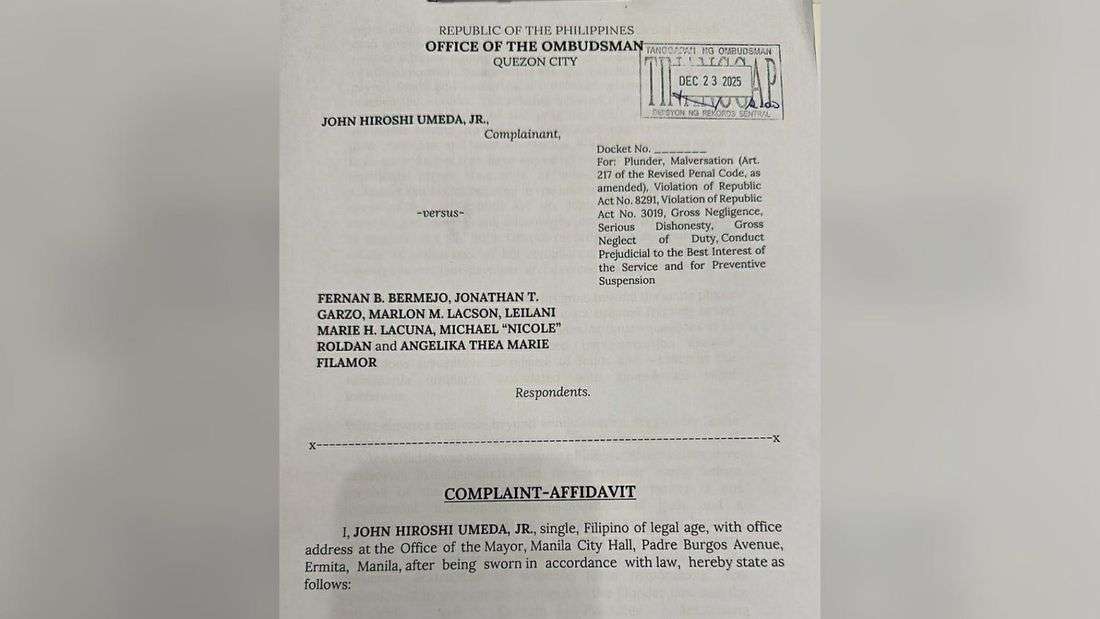 REPUBLIC OF THE PHILIPPINES
OFFICE OF THE OMBUDSMAN
QUEZON CITY
TANGGAPAN NG OMBUDSMAN
DEC 23 2025
DIBISYON NG REKORDS SENTRAL
JOHN HIROSHI UMEDA, JR.,
Complainant,
Docket No. _______
For: Plunder, Malversation (Art.
217 of the Revised Penal Code, as
amended), Violation of Republic
Act No. 8291, Violation of Republic
Act No. 3019, Gross Negligence,
Serious Dishonesty, Gross
Neglect of Duty, Conduct
Prejudicial to the Best Interest of
the Service and for Preventive
Suspension
-versus-
FERNAN B. BERMEJO, JONATHAN T.
GARZO, MARLON M. LACSON, LEILANI
MARIE H. LACUNA, MICHAEL “NICOLE”
ROLDAN and ANGELIKA THEA MARIE
FILAMOR
Respondents.
x-----------------------------------------------------------------------x
COMPLAINT-AFFIDAVIT
I, JOHN HIROSHI UMEDA, JR., single, Filipino of legal age, with office
address at the Office of the Mayor, Manila City Hall, Padre Burgos Avenue,
Ermita, Manila, after being sworn in accordance with law, hereby state as
follows: